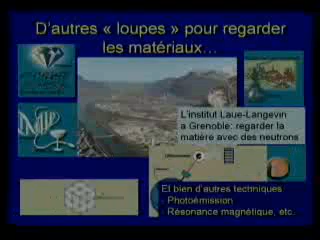 D'autres « loupes » pour regarder
les matériaux...
L'institut Laue-Langevin
a Grenoble: regarder la
matière avec des neutrons
Et bien d'autres techniques
- Photoémission
- Résonance magnétique, etc.